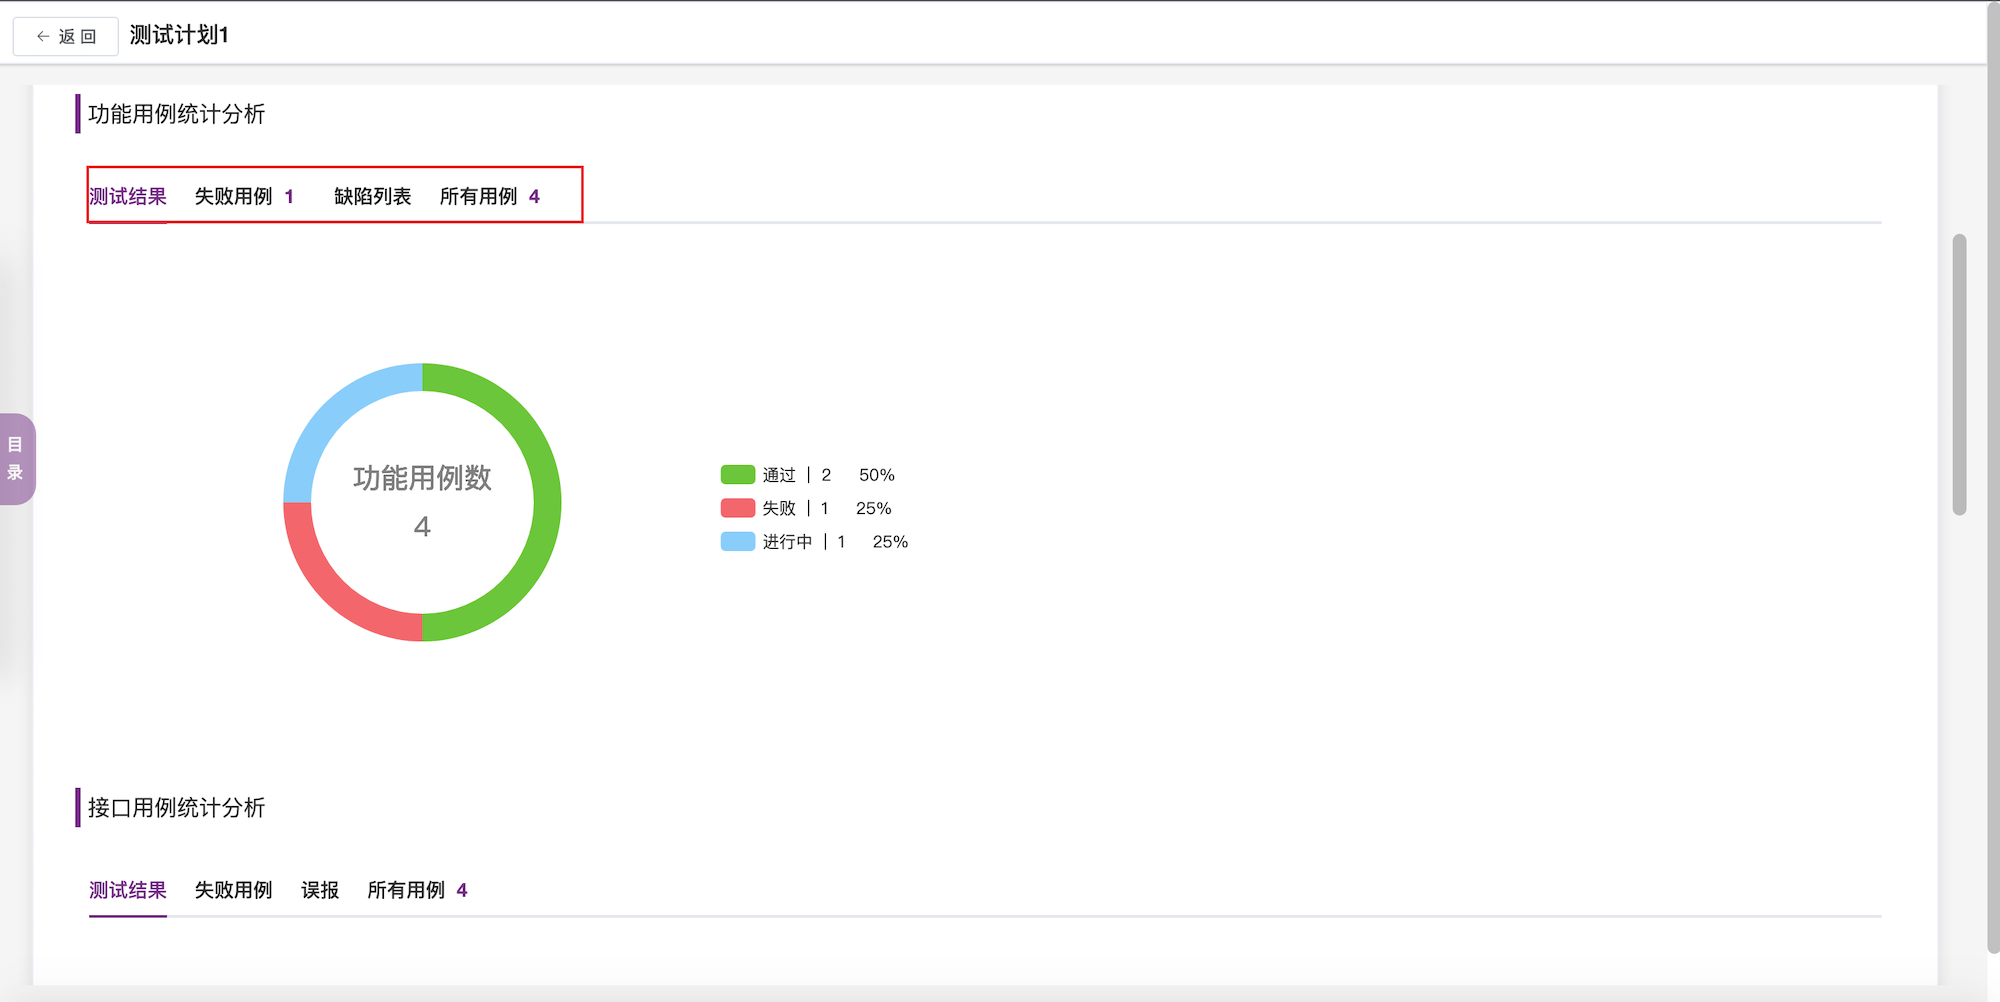 ← 返 回 测试计划1
功能用例统计分析
测试结果 失败用例 1 缺陷列表 所有用例 4
目
录
功能用例数
4
通过 | 2 50%
失败 | 1 25%
进行中 | 1 25%
接口用例统计分析
测试结果 失败用例 误报 所有用例 4